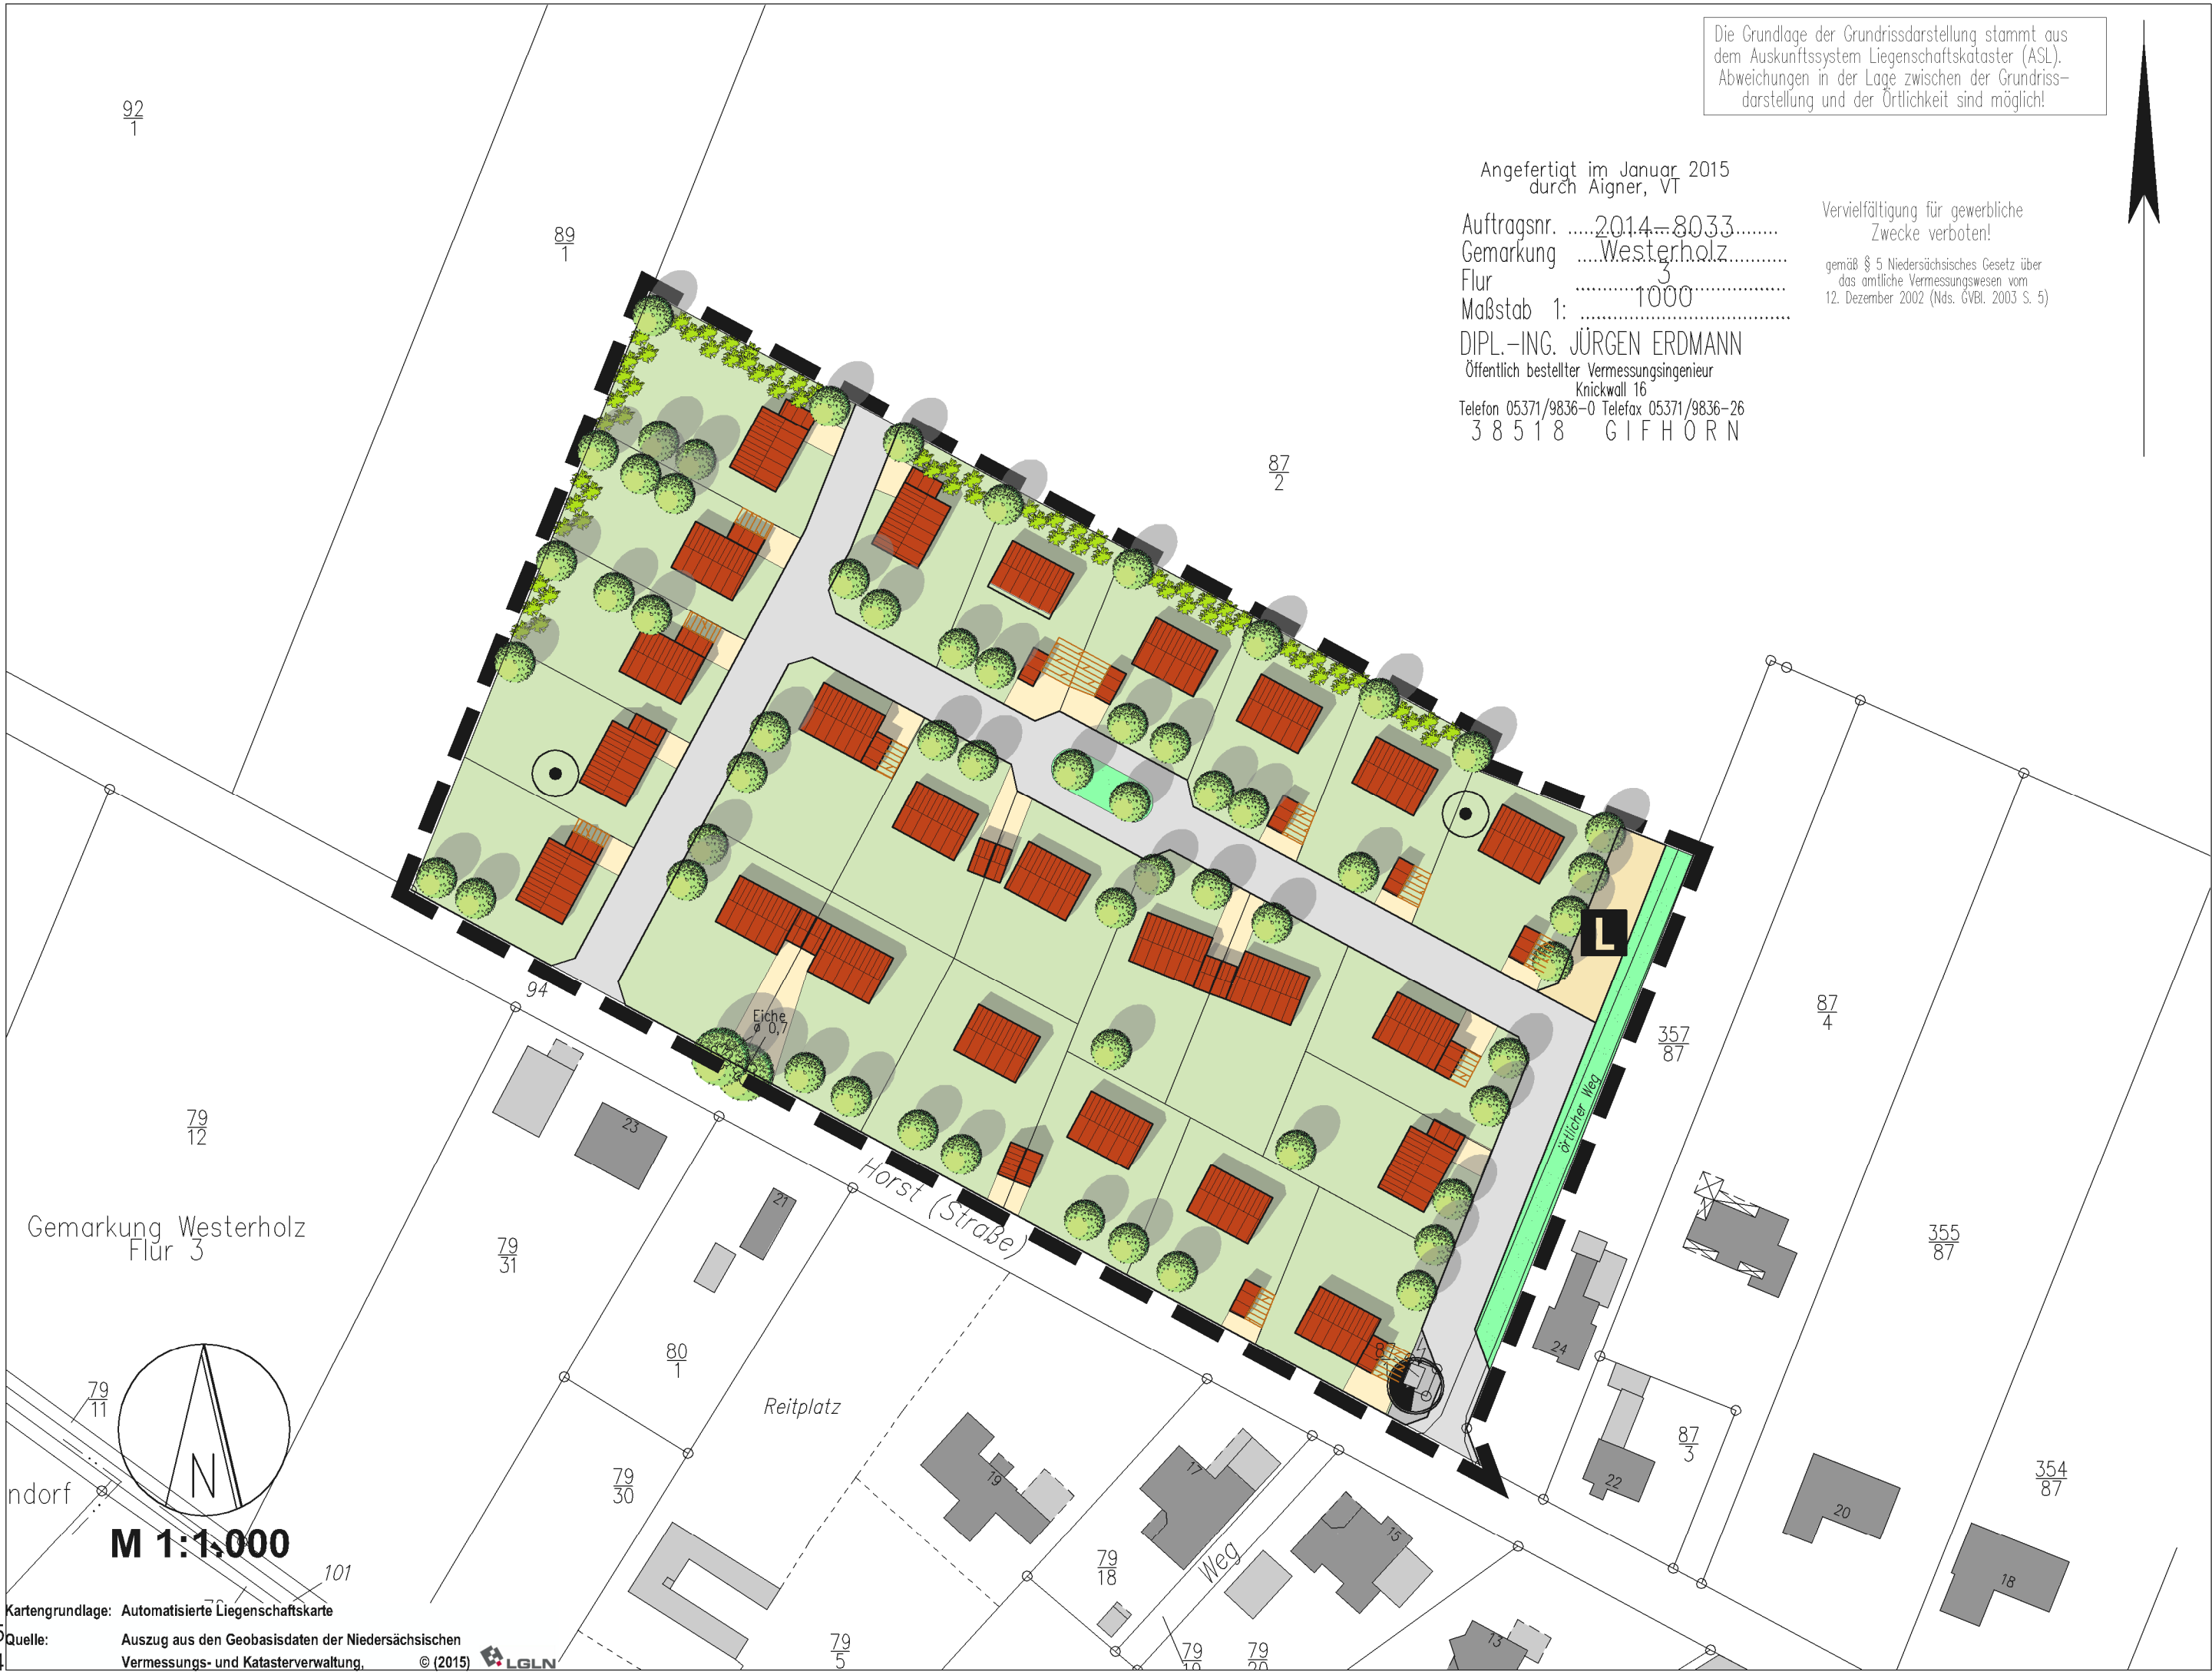 Die Grundlage der Grundrissdarstellung stammt aus
dem Auskunftssystem Liegenschaftskataster (ASL).
Abweichungen in der Lage zwischen der Grundriss-
darstellung und der Örtlichkeit sind möglich!
Angefertigt im Januar 2015
durch Aigner, VT
Auftragsnr. 2014-8033
Gemarkung Westerholz
Flur 3
Maßstab 1: 1000
DIPL.-ING. JÜRGEN ERDMANN
Öffentlich bestellter Vermessungsingenieur
Knickwall 16
Telefon 05371/9836-0 Telefax 05371/9836-26
38518 GIFHORN
Vervielfältigung für gewerbliche
Zwecke verboten!
gemäß § 5 Niedersächsisches Gesetz über
das amtliche Vermessungswesen vom
12. Dezember 2002 (Nds. GVBl. 2003 S. 5)
92
1
89
1
87
2
L
94
Eiche
ø 0,7
örtlicher Weg
357
87
87
4
355
87
354
87
87
3
79
12
23
21
Horst (Straße)
Gemarkung Westerholz
Flur 3
79
31
80
1
Reitplatz
24
22
20
18
79
11
79
30
19
17
15
13
Weg
79
18
79
5
79
79
20
N
ndorf
M 1:1.000
101
Kartengrundlage: Automatisierte Liegenschaftskarte
Quelle: Auszug aus den Geobasisdaten der Niedersächsischen
Vermessungs- und Katasterverwaltung, © (2015) LGLN